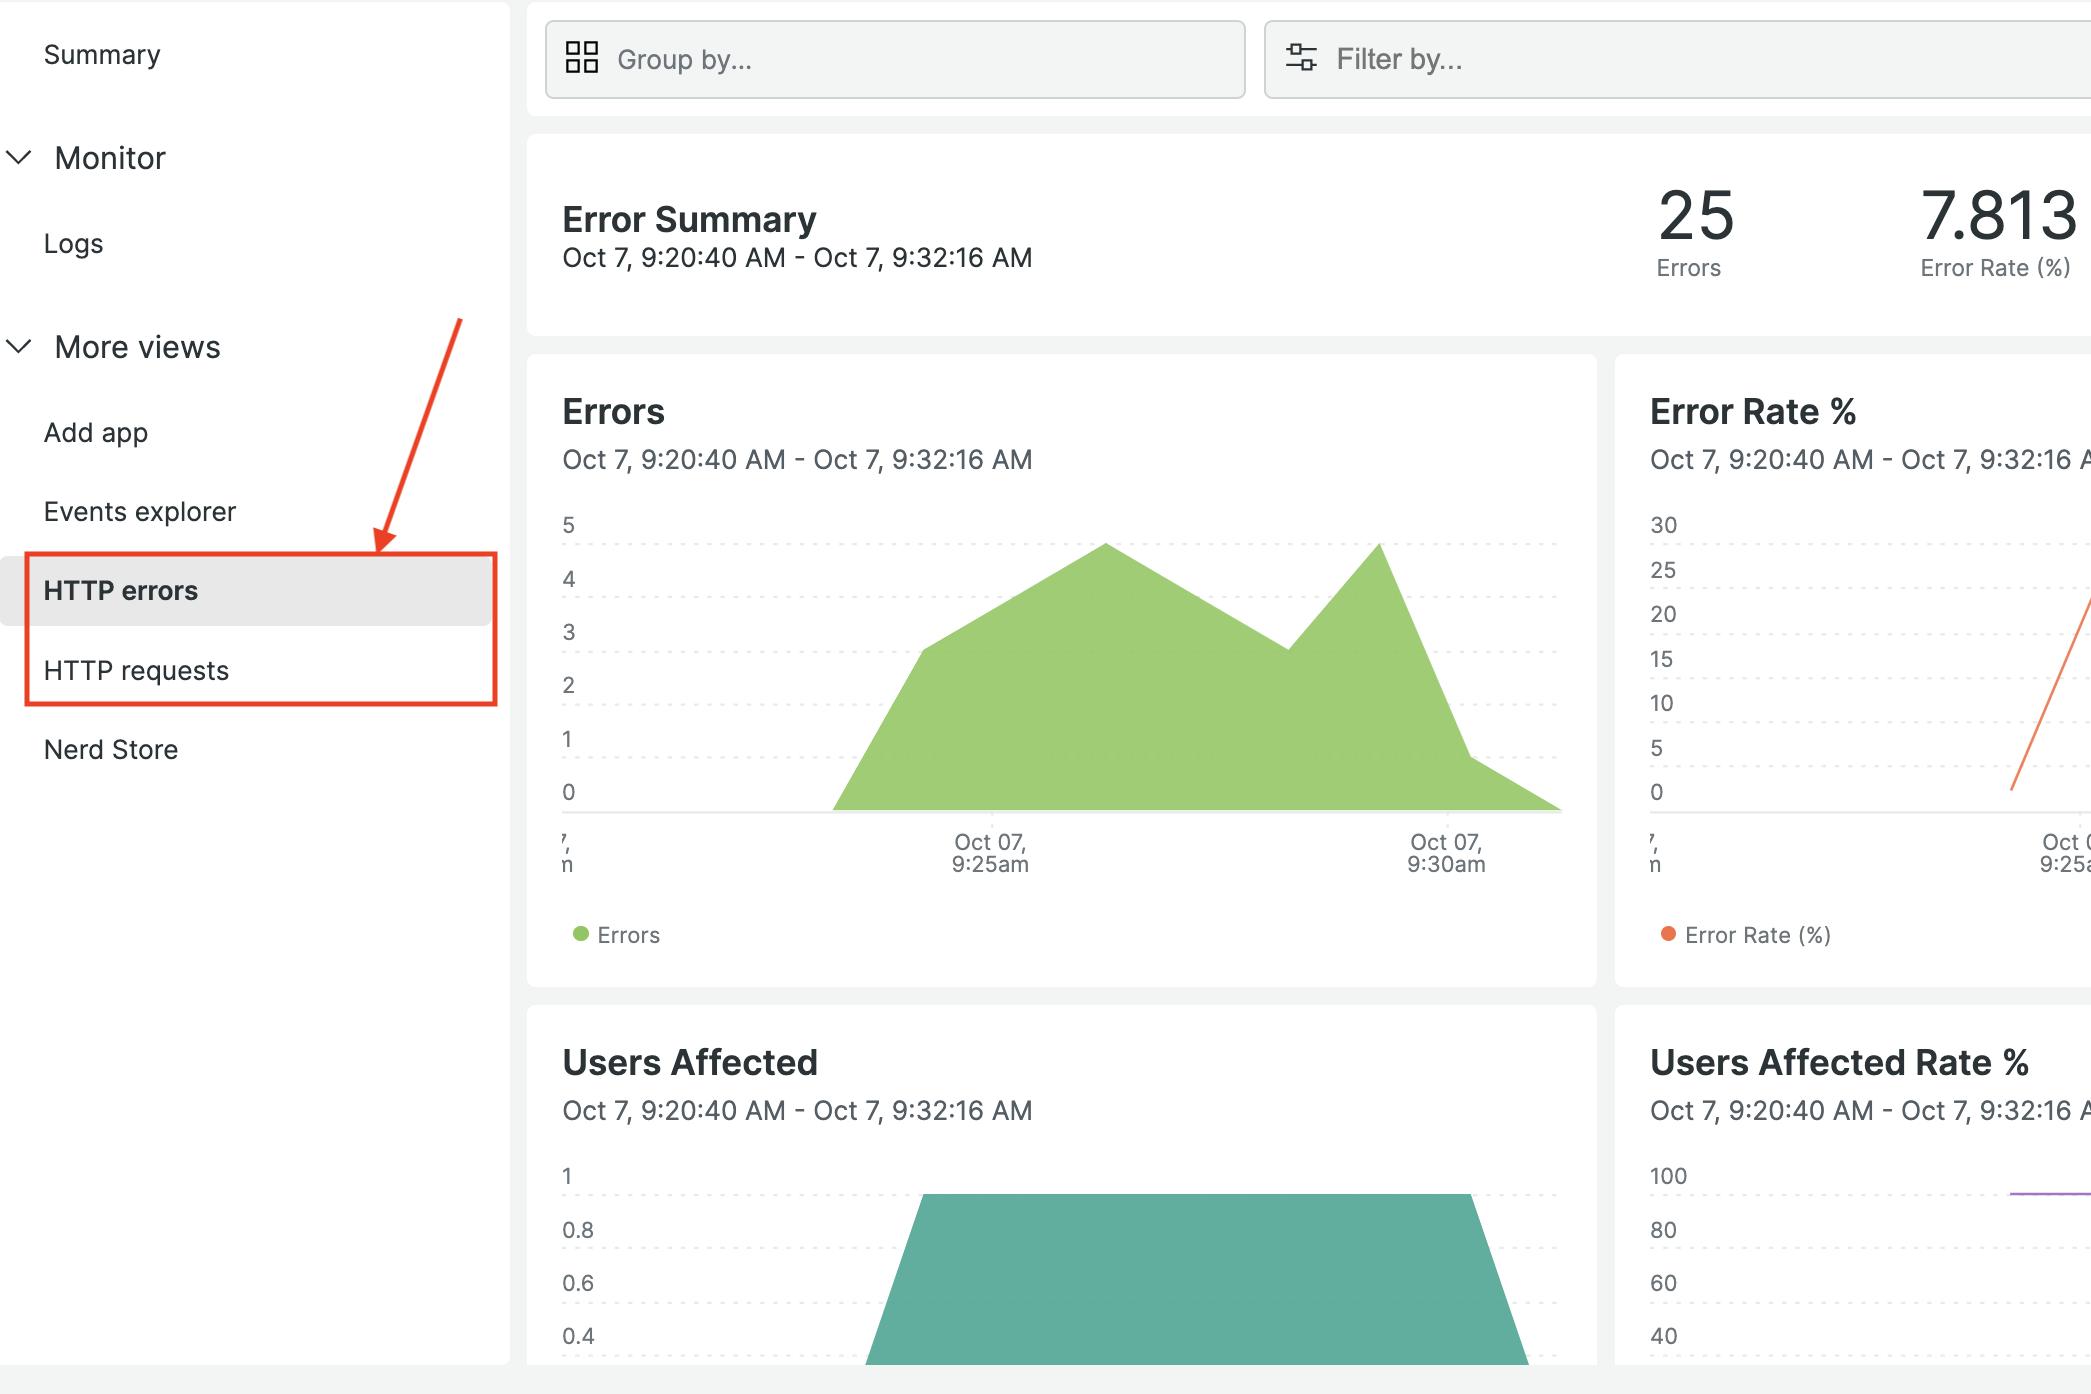 Summary
Monitor
Logs
More views
Add app
Events explorer
HTTP errors
HTTP requests
Nerd Store
Group by...
Filter by...
Error Summary
Oct 7, 9:20:40 AM - Oct 7, 9:32:16 AM
25
Errors
7.813
Error Rate (%)
Errors
Oct 7, 9:20:40 AM - Oct 7, 9:32:16 AM
5
4
3
2
1
0
Oct 07,
9:25am
Oct 07,
9:30am
Errors
Error Rate %
Oct 7, 9:20:40 AM - Oct 7, 9:32:16
30
25
20
15
10
5
0
Oct
Error Rate (%)
Users Affected
Oct 7, 9:20:40 AM - Oct 7, 9:32:16 AM
1
0.8
0.6
0.4
Users Affected Rate %
Oct 7, 9:20:40 AM - Oct 7, 9:32:16
100
80
60
40